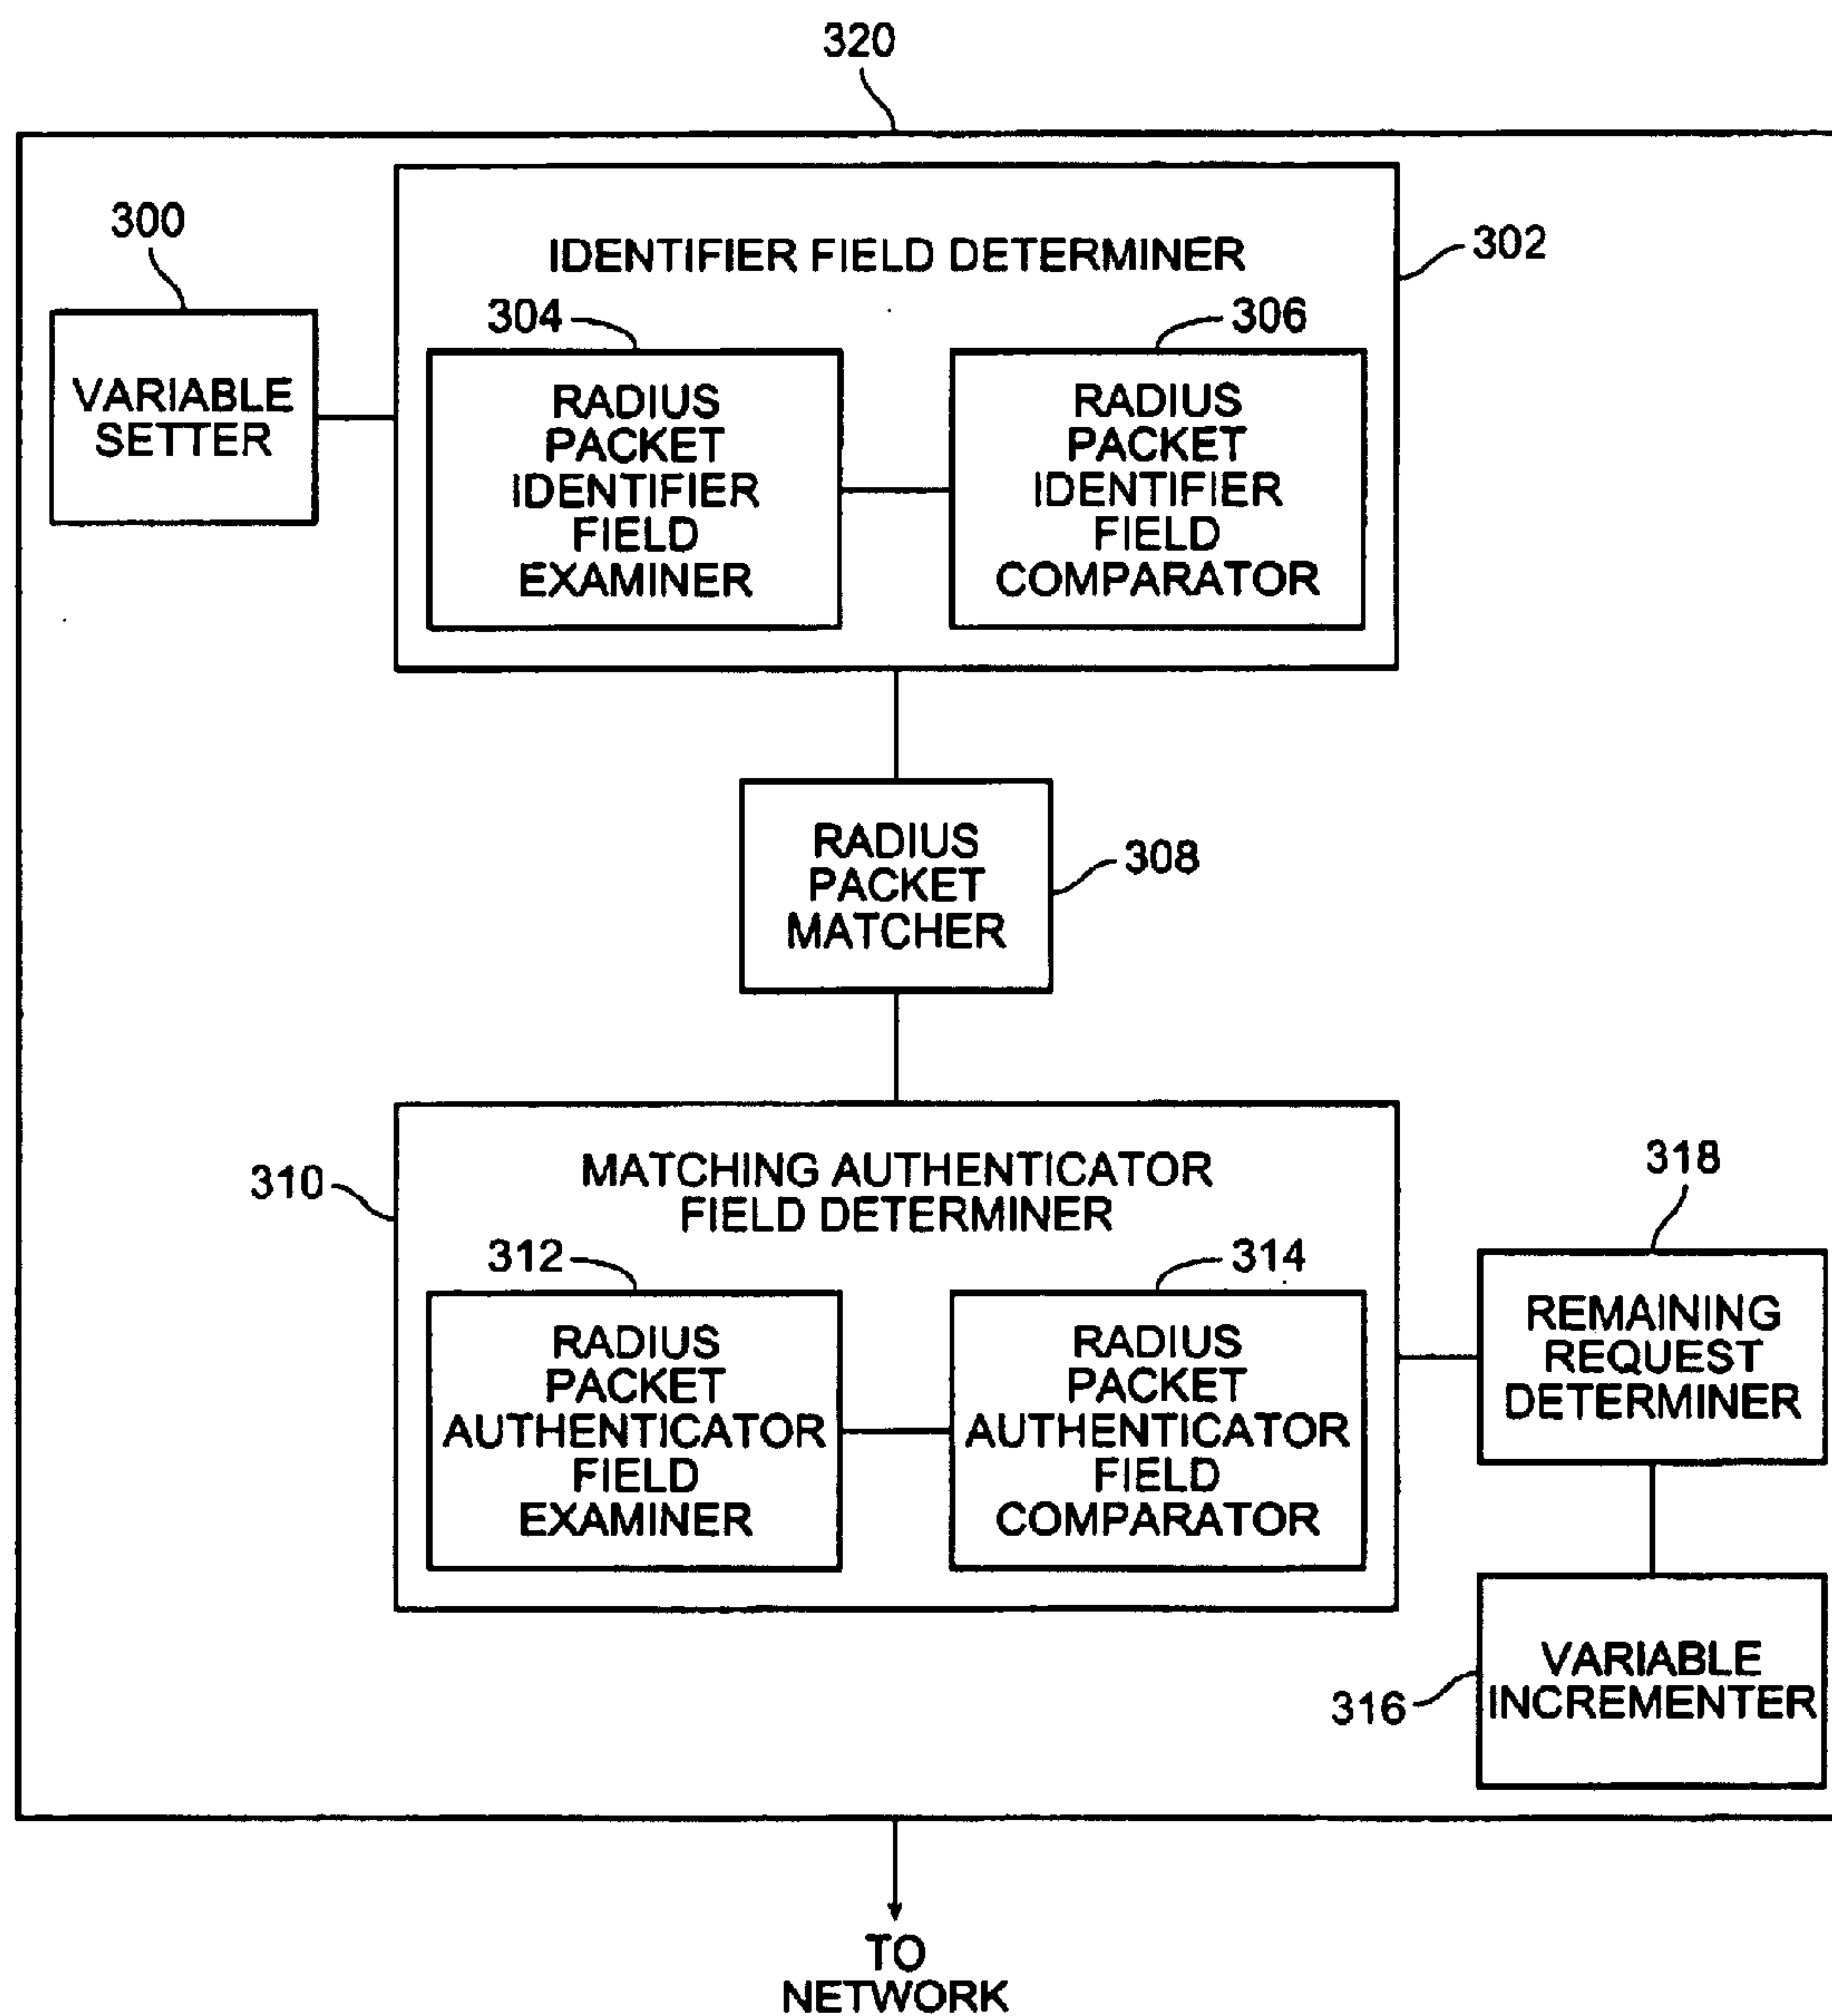 320
300
IDENTIFIER FIELD DETERMINER
302
304
306
VARIABLE
SETTER
RADIUS
PACKET
IDENTIFIER
FIELD
EXAMINER
RADIUS
PACKET
IDENTIFIER
FIELD
COMPARATOR
RADIUS
PACKET
MATCHER
308
310
MATCHING AUTHENTICATOR
FIELD DETERMINER
318
312
314
RADIUS
PACKET
AUTHENTICATOR
FIELD
EXAMINER
RADIUS
PACKET
AUTHENTICATOR
FIELD
COMPARATOR
REMAINING
REQUEST
DETERMINER
316
VARIABLE
INCREMENTER
TO
NETWORK